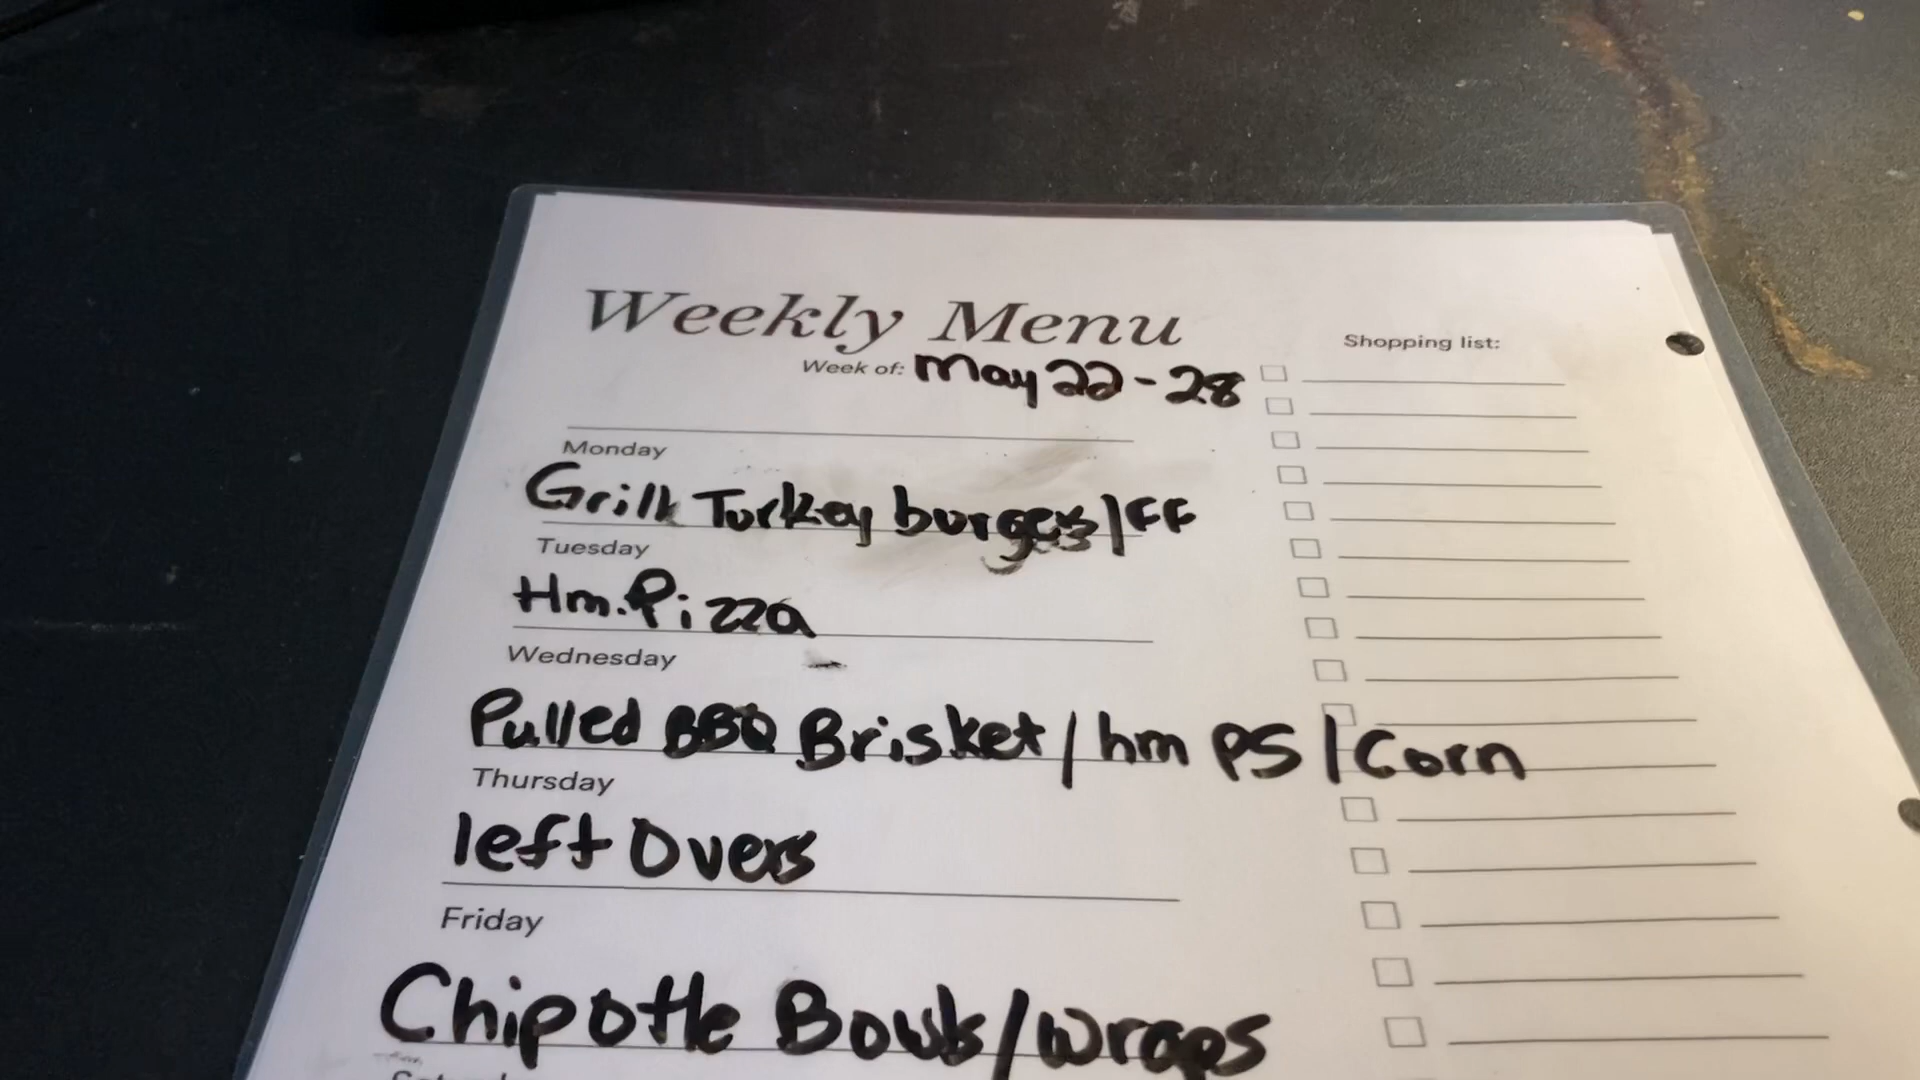 Weekly Menu
Shopping list:
Week of: May 22-28
Monday
Grill Turkey burgers/FF
Tuesday
Hm. Pizza
Wednesday
Pulled BBQ Brisket/hm PS/Corn
Thursday
left Overs
Friday
Chipotle Bowls/Wraps